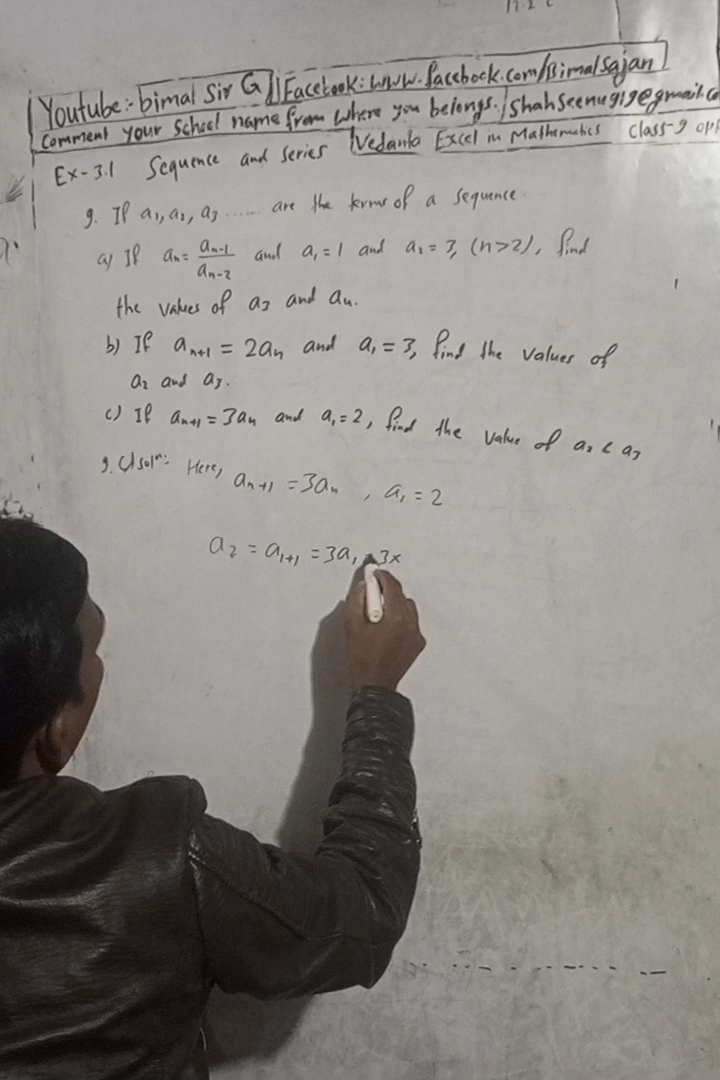 Youtube:- bimal Sir G || Facebook: www.facebook.com/Bimalsajan
Comment your School name from where you belongs. / Shahseenu919@gmail.co
Ex-3.1 Sequence and series Vedanta Excel in Mathematics Class-9 opt
9. If a₁, a₂, a₃ ...... are the terms of a sequence
a) If aₙ = aₙ₋₁/aₙ₋₂ and a₁ = 1 and a₂ = 3, (n>2), find
the values of a₃ and a₄.
b) If aₙ₊₁ = 2aₙ and a₁ = 3, find the values of
a₂ and a₃.
c) If aₙ₊₁ = 3aₙ and a₁ = 2, find the value of a₂ & a₃
9. c) solⁿ: Here, aₙ₊₁ = 3aₙ , a₁ = 2
a₂ = a₁₊₁ = 3a₁ = 3x